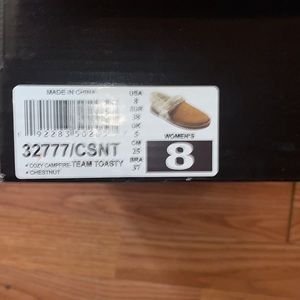 MADE IN CHINA
USA
8
EUR
38
UK
5
CM
25
BRA
37
WOMEN'S
8
32777/CSNT
• COZY CAMPFIRE-TEAM TOASTY
• CHESTNUT